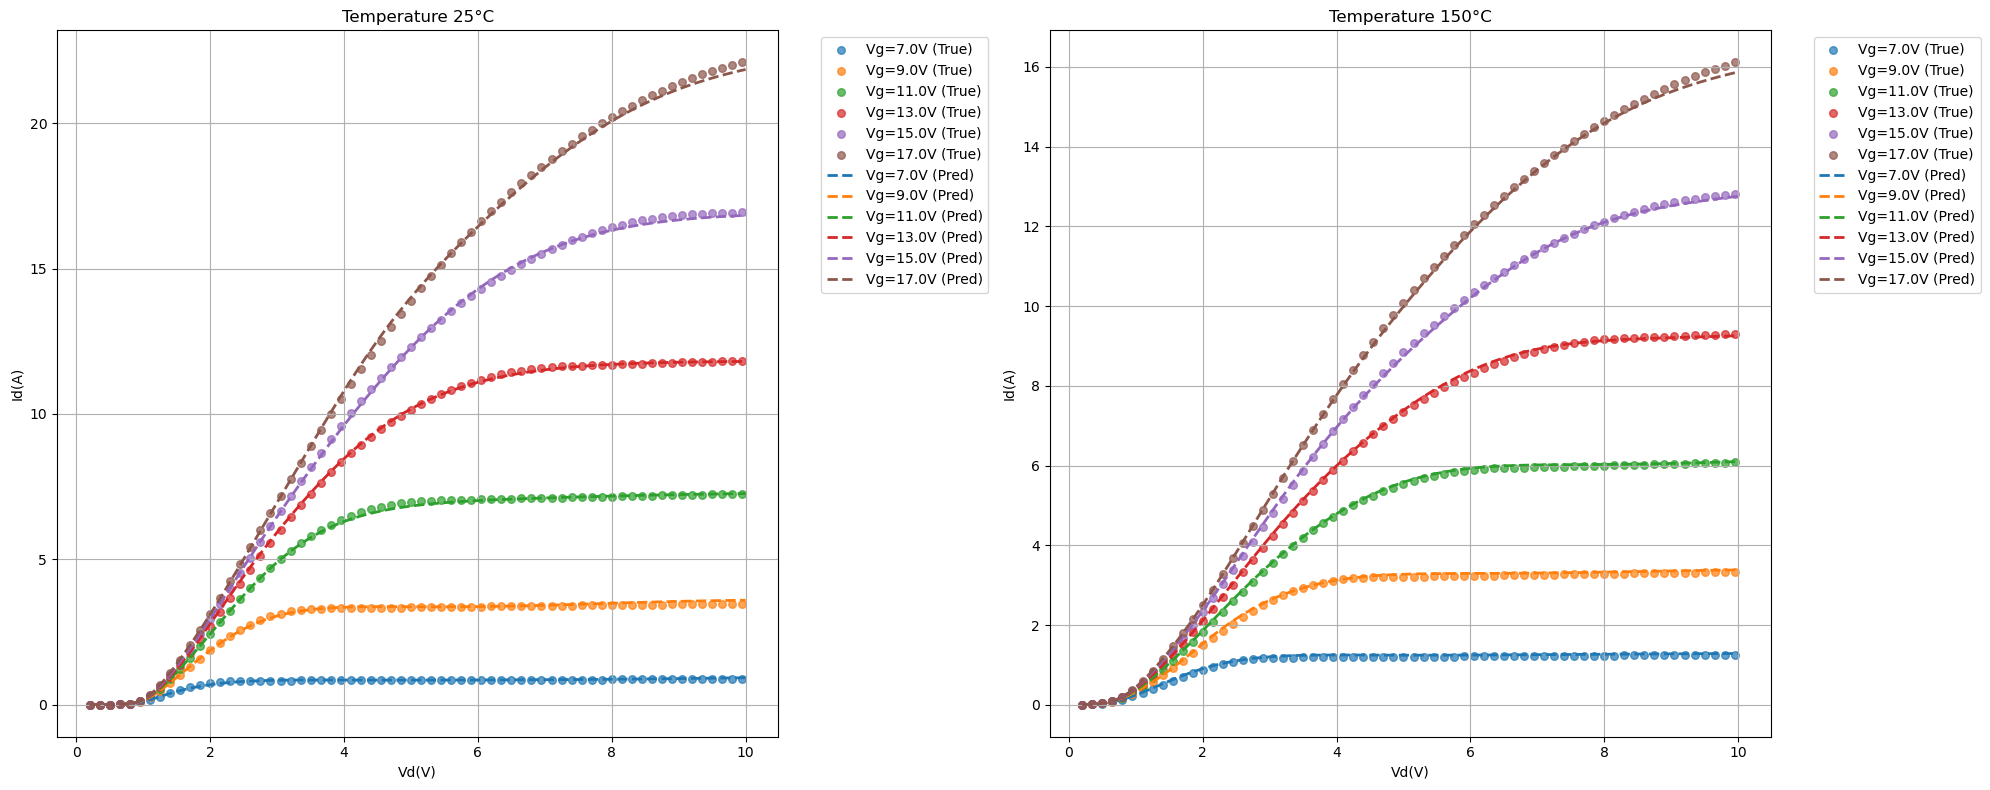 Temperature 25°C
Id(A)
20
15
10
5
0
0 2 4 6 8 10
Vd(V)
Vg=7.0V (True)
Vg=9.0V (True)
Vg=11.0V (True)
Vg=13.0V (True)
Vg=15.0V (True)
Vg=17.0V (True)
Vg=7.0V (Pred)
Vg=9.0V (Pred)
Vg=11.0V (Pred)
Vg=13.0V (Pred)
Vg=15.0V (Pred)
Vg=17.0V (Pred)
Temperature 150°C
Id(A)
16
14
12
10
8
6
4
2
0
0 2 4 6 8 10
Vd(V)
Vg=7.0V (True)
Vg=9.0V (True)
Vg=11.0V (True)
Vg=13.0V (True)
Vg=15.0V (True)
Vg=17.0V (True)
Vg=7.0V (Pred)
Vg=9.0V (Pred)
Vg=11.0V (Pred)
Vg=13.0V (Pred)
Vg=15.0V (Pred)
Vg=17.0V (Pred)